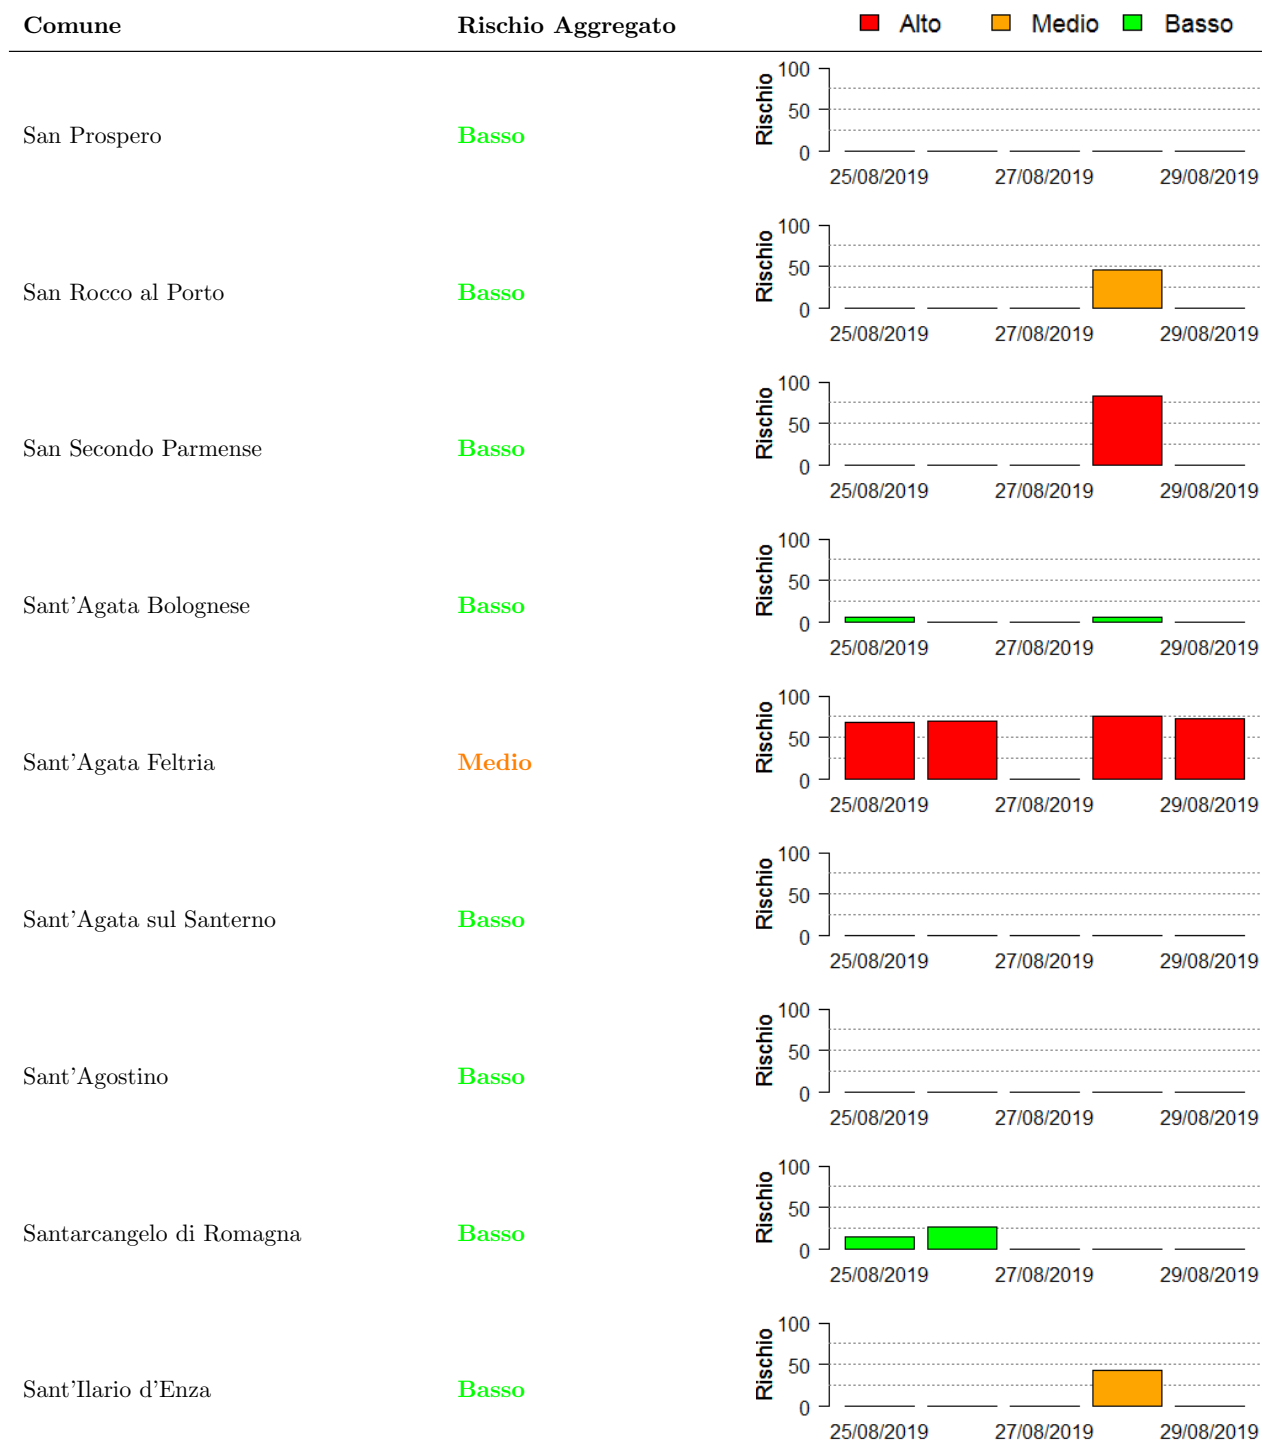 Comune Rischio Aggregato Alto Medio Basso
100
50
0
Rischio
San Prospero Basso
25/08/2019 27/08/2019 29/08/2019
100
50
0
Rischio
San Rocco al Porto Basso
25/08/2019 27/08/2019 29/08/2019
100
50
0
Rischio
San Secondo Parmense Basso
25/08/2019 27/08/2019 29/08/2019
100
50
0
Rischio
Sant'Agata Bolognese Basso
25/08/2019 27/08/2019 29/08/2019
100
50
0
Rischio
Sant'Agata Feltria Medio
25/08/2019 27/08/2019 29/08/2019
100
50
0
Rischio
Sant'Agata sul Santerno Basso
25/08/2019 27/08/2019 29/08/2019
100
50
0
Rischio
Sant'Agostino Basso
25/08/2019 27/08/2019 29/08/2019
100
50
0
Rischio
Santarcangelo di Romagna Basso
25/08/2019 27/08/2019 29/08/2019
100
50
0
Rischio
Sant'Ilario d'Enza Basso
25/08/2019 27/08/2019 29/08/2019